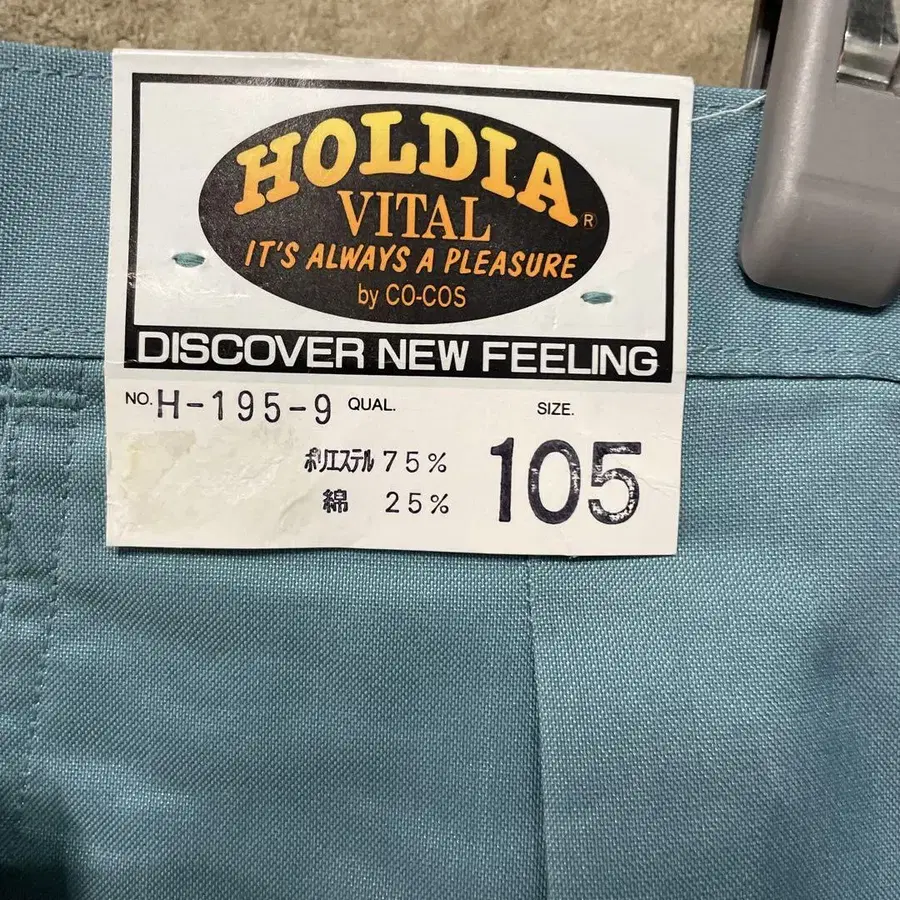 HOLDIA®
VITAL
IT'S ALWAYS A PLEASURE
by CO-COS
DISCOVER NEW FEELING
NO. H-195-9 QUAL. SIZE.
ポリエステル 75% 105
綿 25%